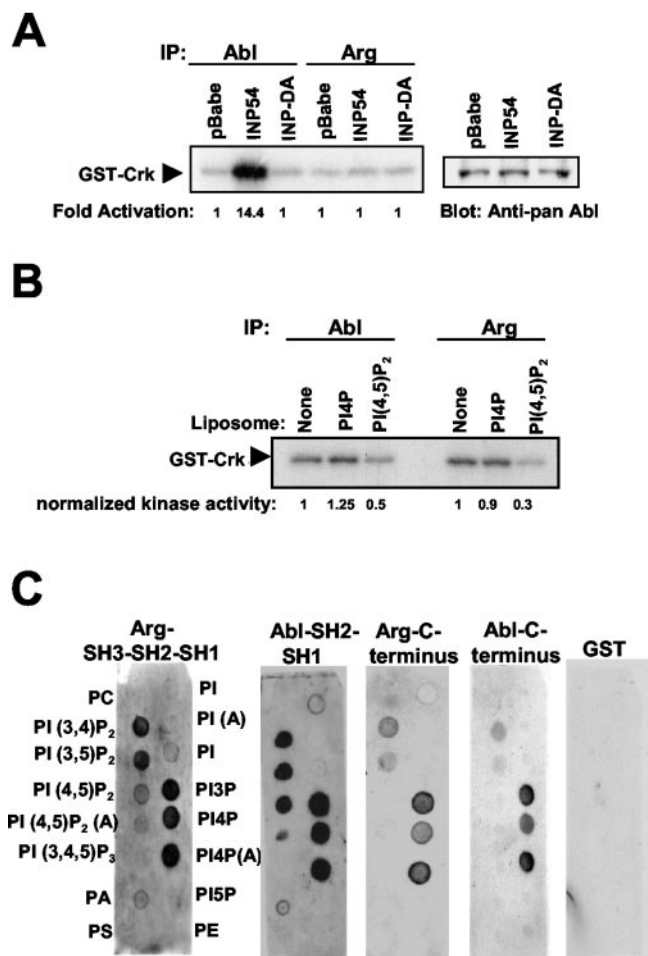 A
IP: Abl Arg
pBabe INP54 INP-DA pBabe INP54 INP-DA pBabe INP54 INP-DA
GST-Crk
Fold Activation: 1 14.4 1 1 1 1 Blot: Anti-pan Abl
B
IP: Abl Arg
Liposome: None PI4P PI(4,5)P2 None PI4P PI(4,5)P2
GST-Crk
normalized kinase activity: 1 1.25 0.5 1 0.9 0.3
C
Arg-
SH3-SH2-SH1
Abl-SH2-
SH1
Arg-C-
terminus
Abl-C-
terminus
GST
PC PI
PI (3,4)P2 PI (A)
PI (3,5)P2 PI
PI (4,5)P2 PI3P
PI (4,5)P2 (A) PI4P
PI (3,4,5)P3 PI4P(A)
PA PI5P
PS PE